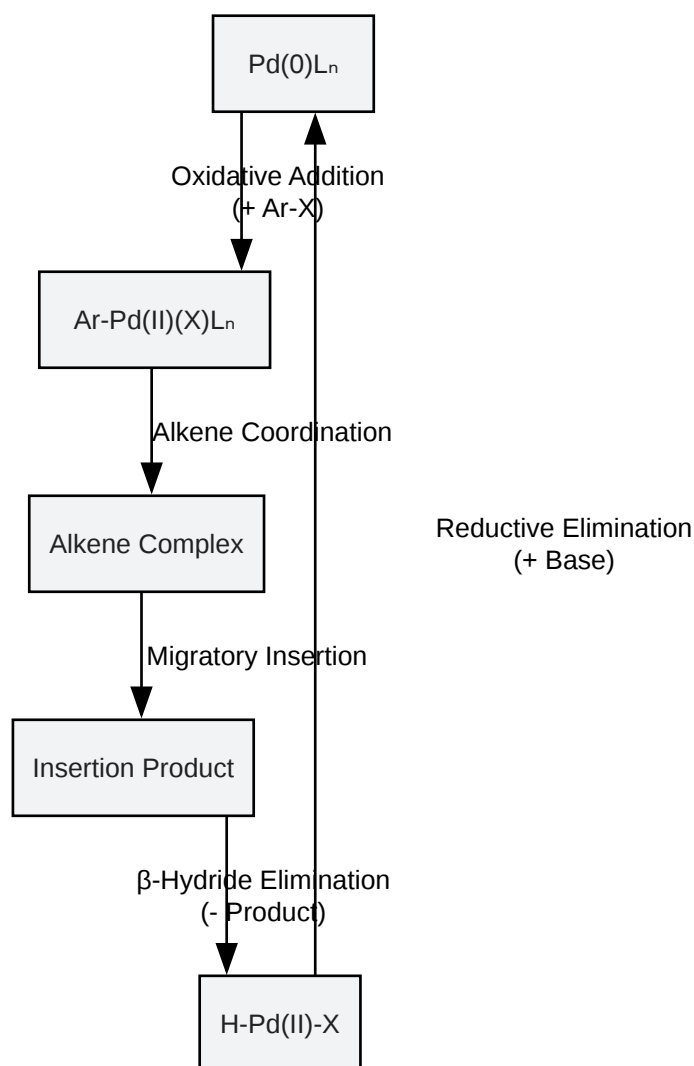 Pd(0)Lₙ
Oxidative Addition
(+ Ar-X)
Ar-Pd(II)(X)Lₙ
Alkene Coordination
Alkene Complex
Reductive Elimination
(+ Base)
Migratory Insertion
Insertion Product
β-Hydride Elimination
(- Product)
H-Pd(II)-X